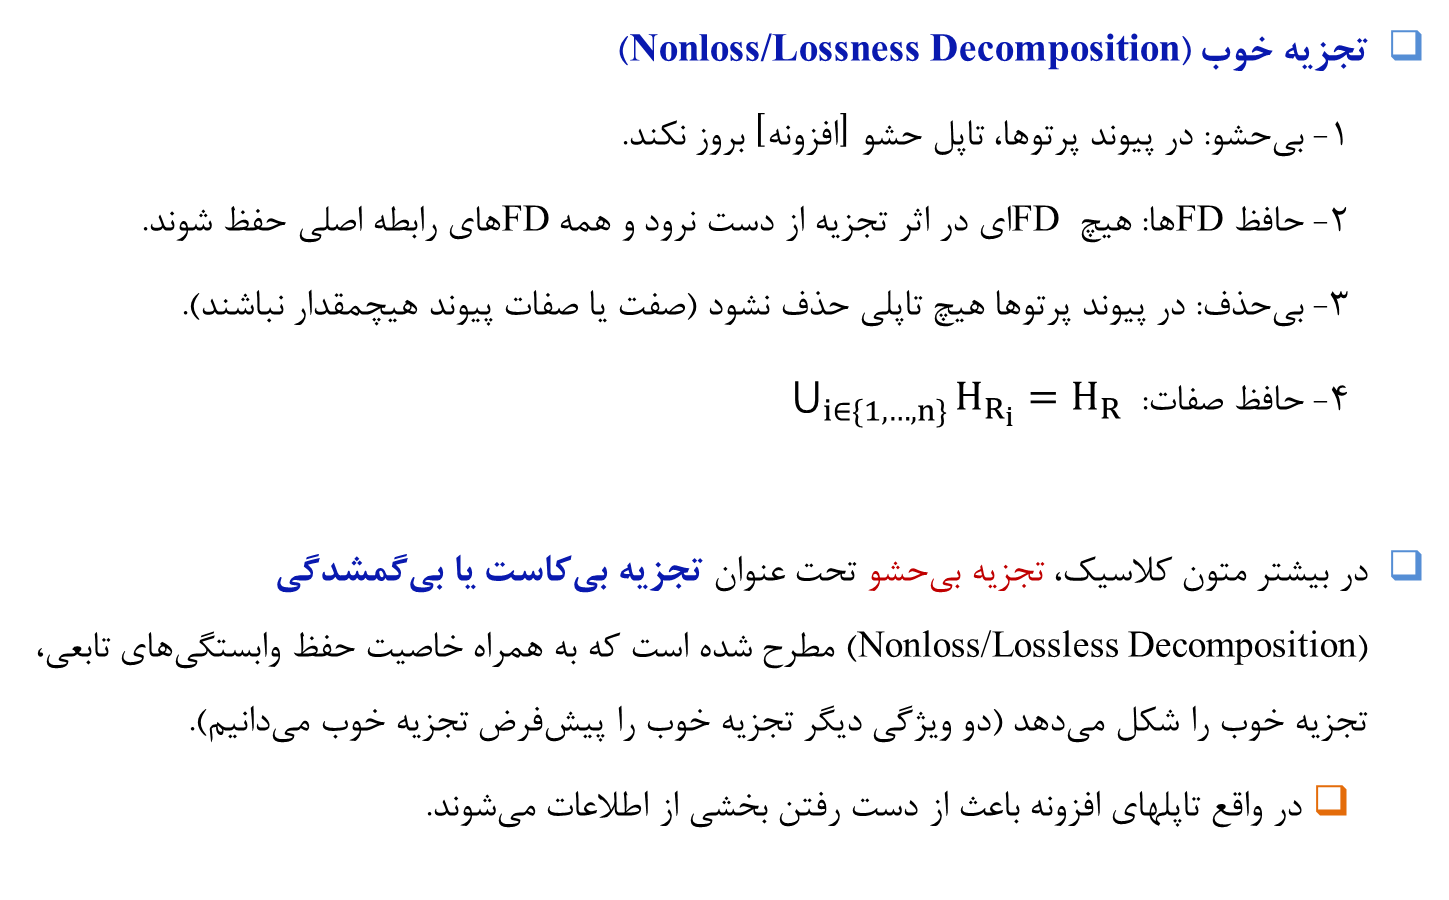 ❑ تجزیه خوب (Nonloss/Lossness Decomposition)
۱- بی‌حشو: در پیوند پرتوها، تاپل حشو [افزونه] بروز نکند.
۲- حافظ FDها: هیچ FDای در اثر تجزیه از دست نرود و همه FDهای رابطه اصلی حفظ شوند.
۳- بی‌حذف: در پیوند پرتوها هیچ تاپلی حذف نشود (صفت یا صفات پیوند هیچمقدار نباشند).
۴- حافظ صفات: ⋃_{i∈{1,…,n}} H_{R_i} = H_R
❑ در بیشتر متون کلاسیک، تجزیه بی‌حشو تحت عنوان تجزیه بی‌کاست یا بی‌گمشدگی
(Nonloss/Lossless Decomposition) مطرح شده است که به همراه خاصیت حفظ وابستگی‌های تابعی،
تجزیه خوب را شکل می‌دهد (دو ویژگی دیگر تجزیه خوب را پیش‌فرض تجزیه خوب می‌دانیم).
❑ در واقع تاپلهای افزونه باعث از دست رفتن بخشی از اطلاعات می‌شوند.